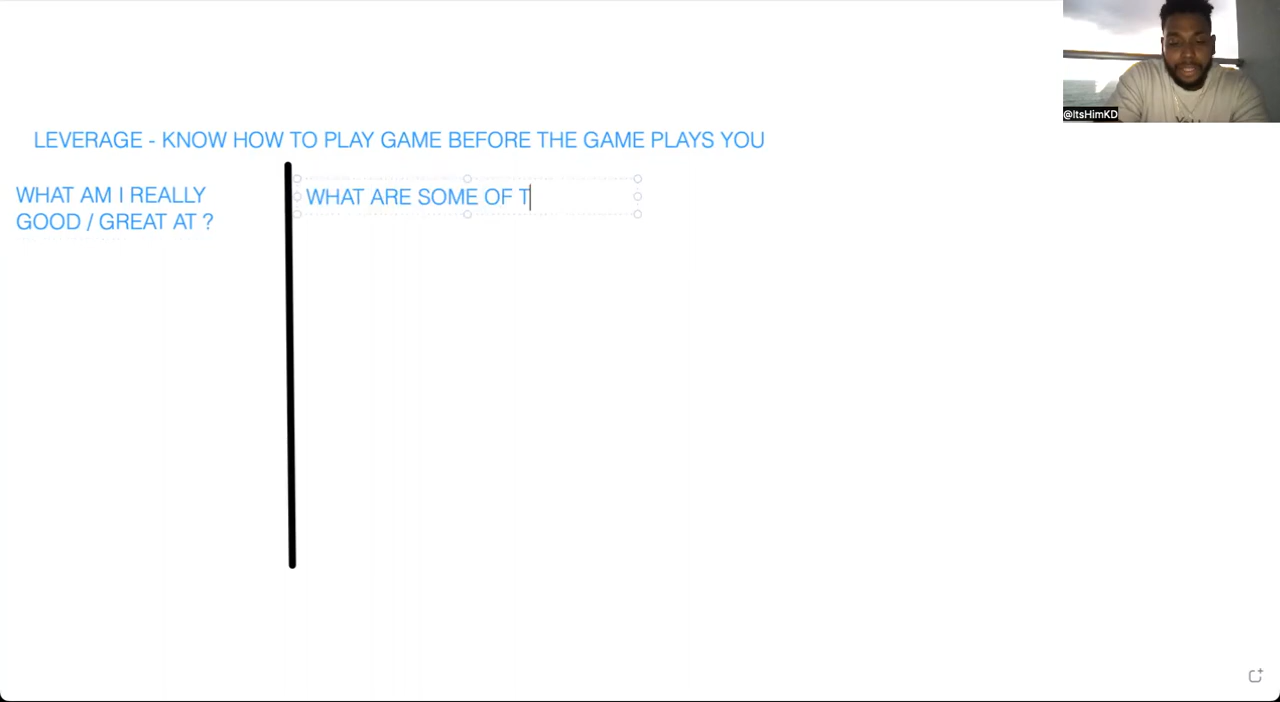 LEVERAGE - KNOW HOW TO PLAY GAME BEFORE THE GAME PLAYS YOU
WHAT AM I REALLY
GOOD / GREAT AT ?
WHAT ARE SOME OF T
@ItsHimKD